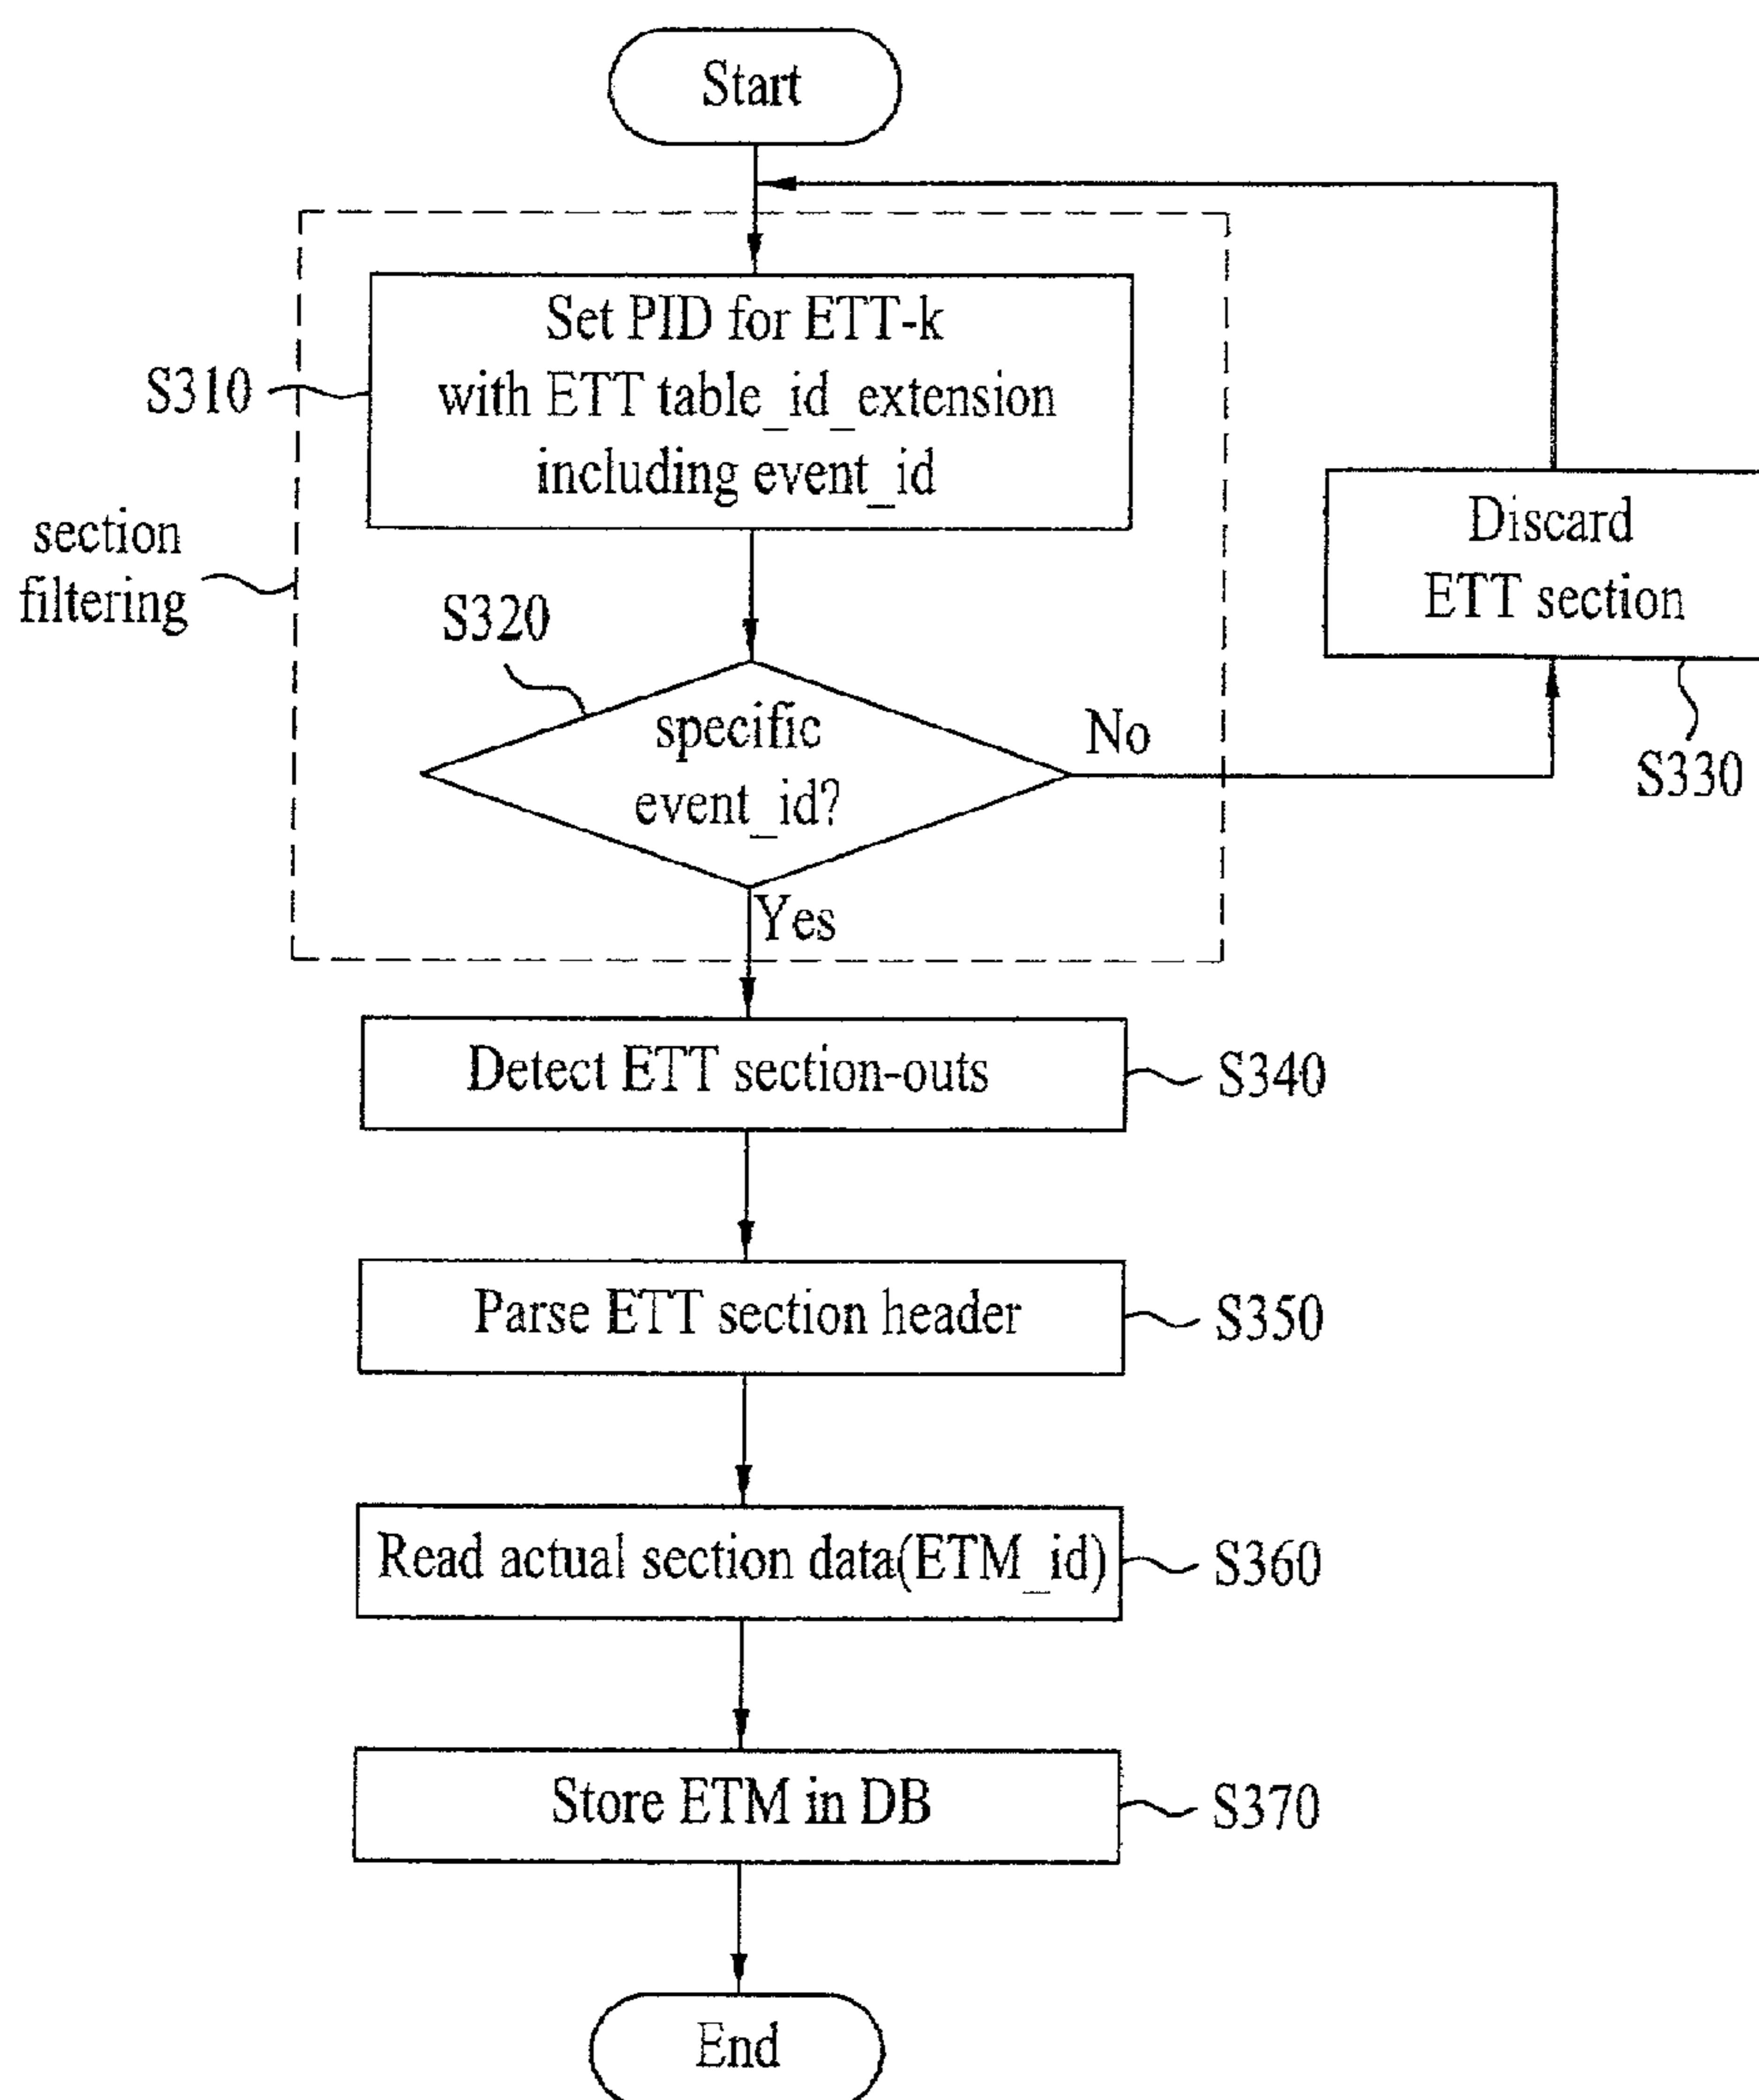 Start
Set PID for ETT-k
with ETT table_id_extension
including event_id
S310
section
filtering
Discard
ETT section
S330
S320
specific
event_id?
No
Yes
Detect ETT section-outs
S340
Parse ETT section header
S350
Read actual section data(ETM_id)
S360
Store ETM in DB
S370
End